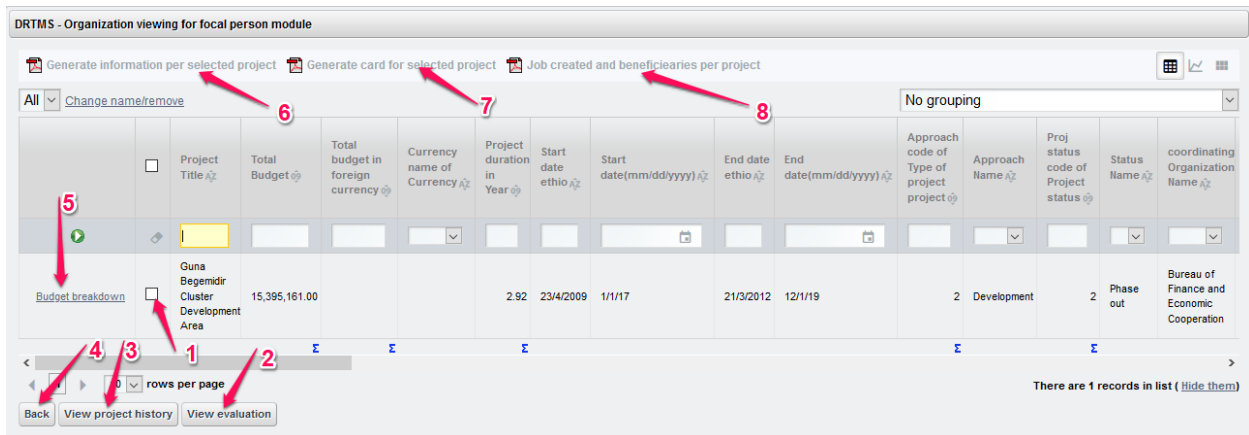 DRTMS - Organization viewing for focal person module
Generate information per selected project Generate card for selected project Job created and beneficiearies per project
6 7 8
All Change name/remove No grouping
Project Title Total Budget Total budget in foreign currency Currency name of Currency Project duration in Year Start date ethio Start date(mm/dd/yyyy) End date ethio End date(mm/dd/yyyy) Approach code of Type of project project Approach Name Proj status code of Project status Status Name coordinating Organization Name
5
Budget breakdown Guna Begemidir Cluster Development Area 15,395,161.00 2.92 23/4/2009 1/1/17 21/3/2012 12/1/19 2 Development 2 Phase out Bureau of Finance and Economic Cooperation
Σ Σ Σ Σ Σ
4 3 1 2
rows per page There are 1 records in list ( Hide them)
Back View project history View evaluation